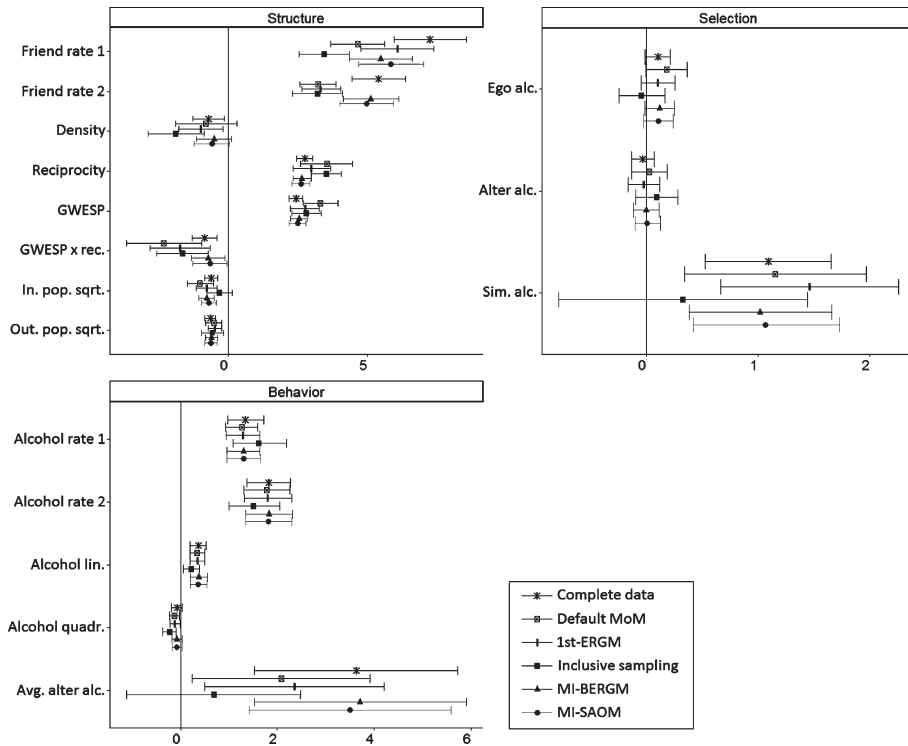 Structure
Friend rate 1
Friend rate 2
Density
Reciprocity
GWESP
GWESP x rec.
In. pop. sqrt.
Out. pop. sqrt.
0 5
Selection
Ego alc.
Alter alc.
Sim. alc.
0 1 2
Behavior
Alcohol rate 1
Alcohol rate 2
Alcohol lin.
Alcohol quadr.
Avg. alter alc.
0 2 4 6
Complete data
Default MoM
1st-ERGM
Inclusive sampling
MI-BERGM
MI-SAOM